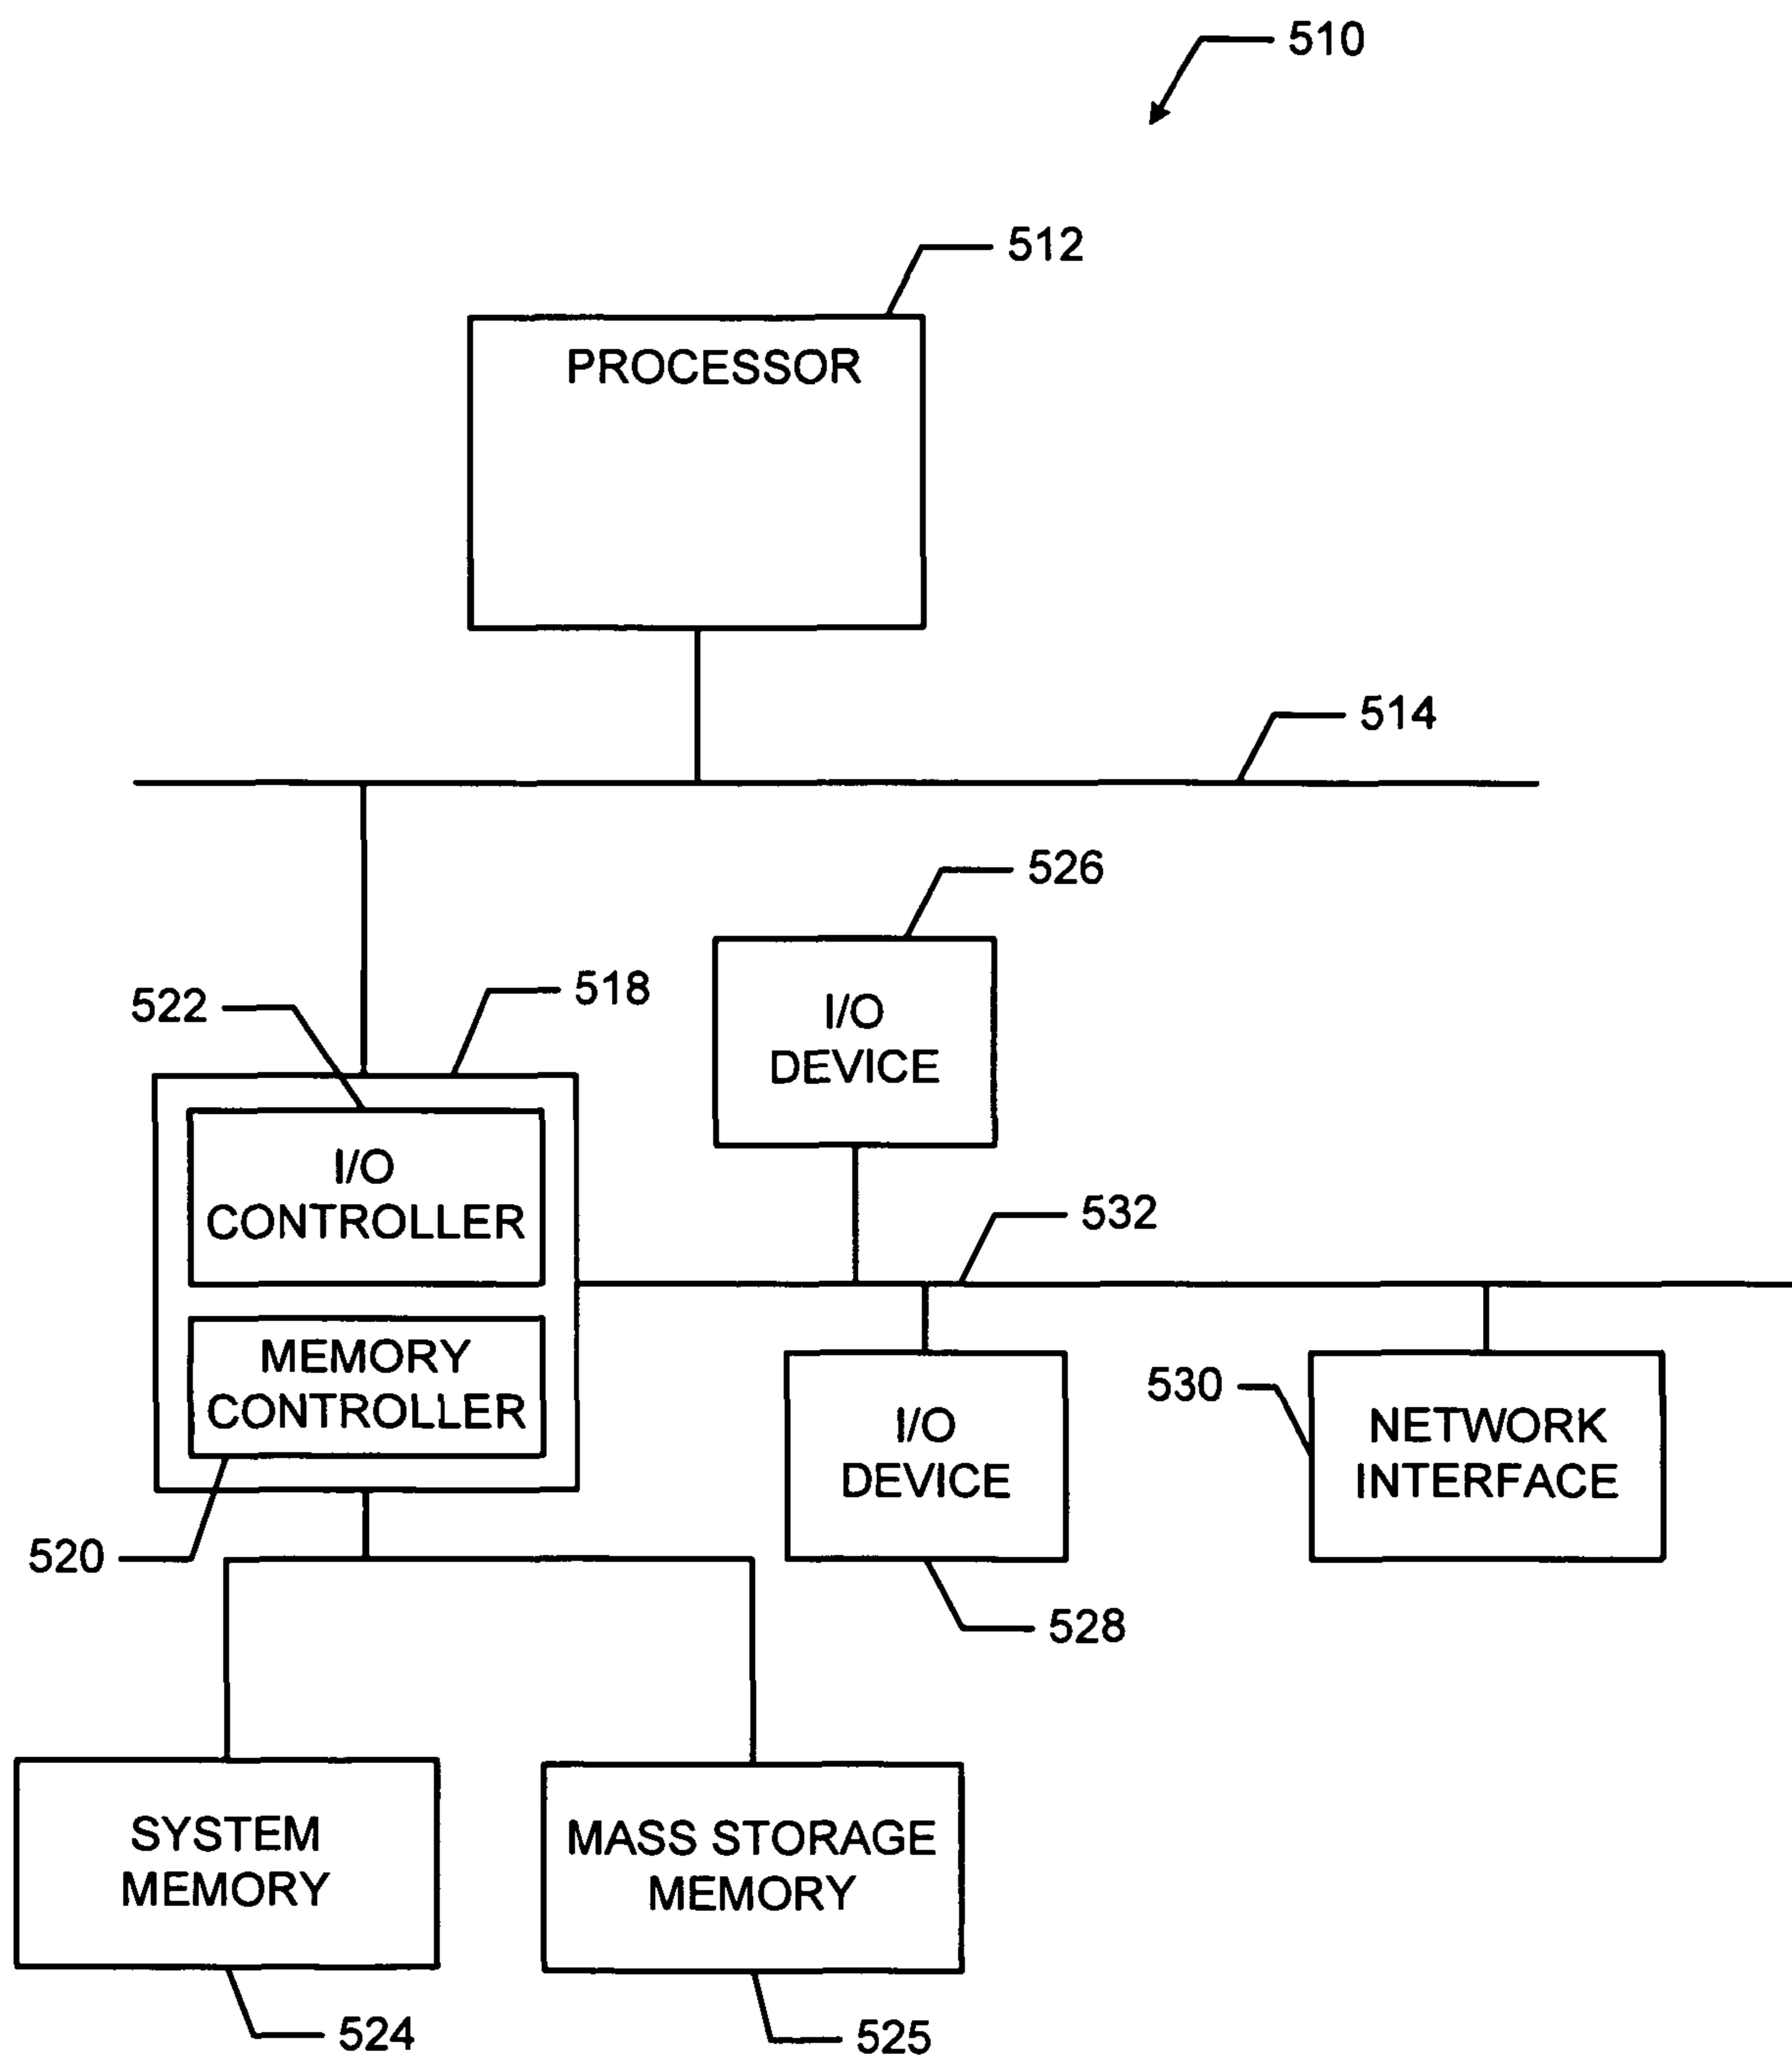 510
512
PROCESSOR
514
526
522
518
I/O
DEVICE
I/O
CONTROLLER
532
MEMORY
CONTROLLER
530
I/O
DEVICE
NETWORK
INTERFACE
520
528
SYSTEM
MEMORY
MASS STORAGE
MEMORY
524
525